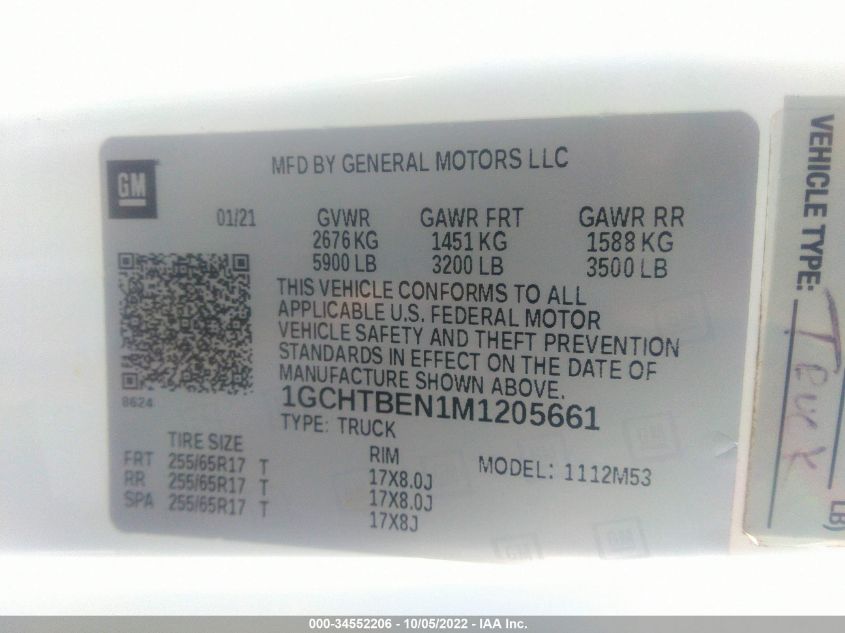 GM
MFD BY GENERAL MOTORS LLC
01/21
GVWR GAWR FRT GAWR RR
2676 KG 1451 KG 1588 KG
5900 LB 3200 LB 3500 LB
THIS VEHICLE CONFORMS TO ALL
APPLICABLE U.S. FEDERAL MOTOR
VEHICLE SAFETY AND THEFT PREVENTION
STANDARDS IN EFFECT ON THE DATE OF
MANUFACTURE SHOWN ABOVE.
8624
1GCHTBEN1M1205661
TYPE: TRUCK
TIRE SIZE RIM MODEL: 1112M53
FRT 255/65R17 T 17X8.0J
RR 255/65R17 T 17X8.0J
SPA 255/65R17 T 17X8J
VEHICLE TYPE:
Truck
LB)
000-34552206 - 10/05/2022 - IAA Inc.